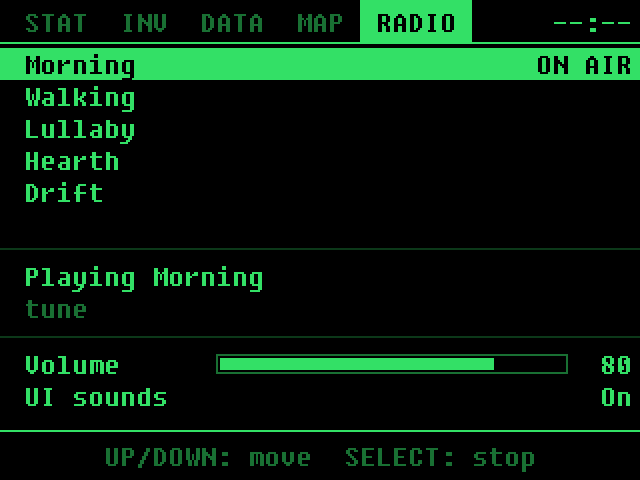 STAT INV DATA MAP RADIO --:--
Morning ON AIR
Walking
Lullaby
Hearth
Drift
Playing Morning
tune
Volume 80
UI sounds On
UP/DOWN: move SELECT: stop